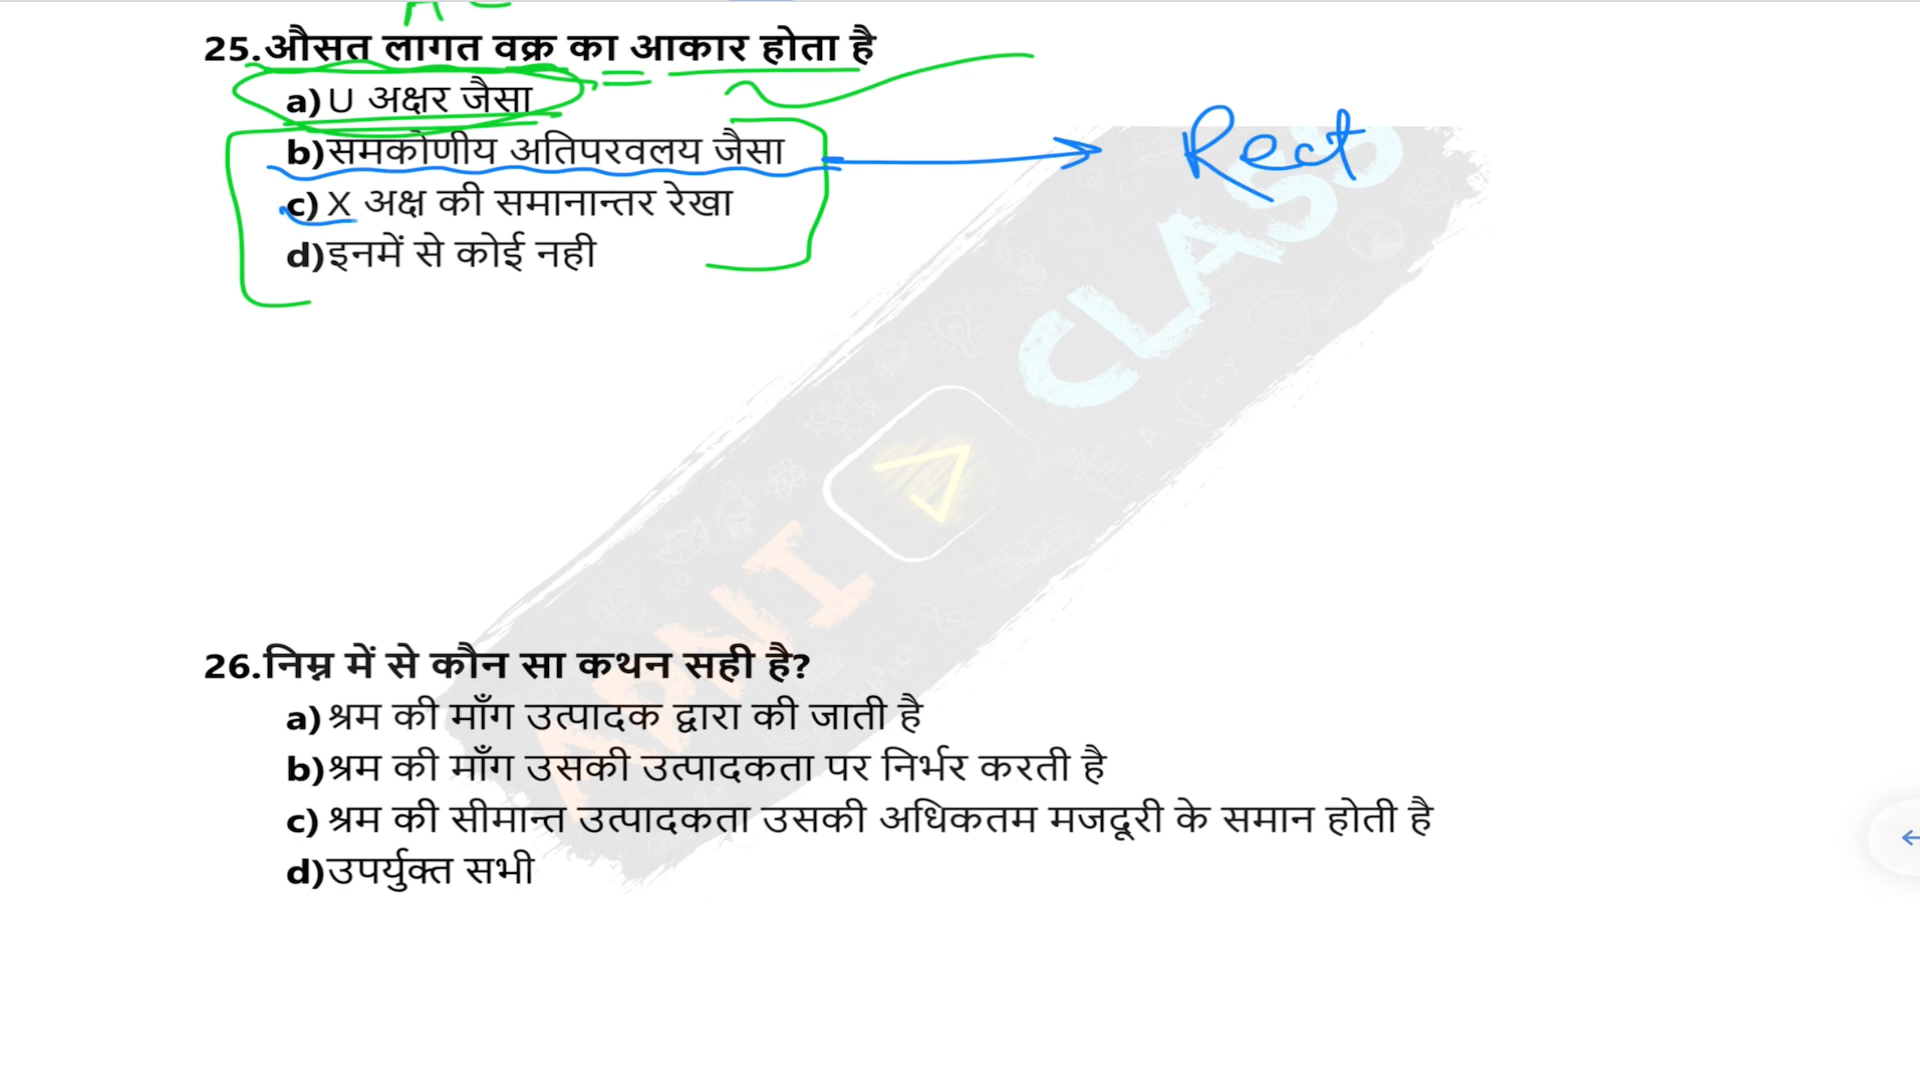 25.औसत लागत वक्र का आकार होता है
a) U अक्षर जैसा
b)समकोणीय अतिपरवलय जैसा
Rect
c) X अक्ष की समानान्तर रेखा
d)इनमें से कोई नही
APNI CLASS
26.निम्न में से कौन सा कथन सही है?
a) श्रम की माँग उत्पादक द्वारा की जाती है
b)श्रम की माँग उसकी उत्पादकता पर निर्भर करती है
c) श्रम की सीमान्त उत्पादकता उसकी अधिकतम मजदूरी के समान होती है
d)उपर्युक्त सभी